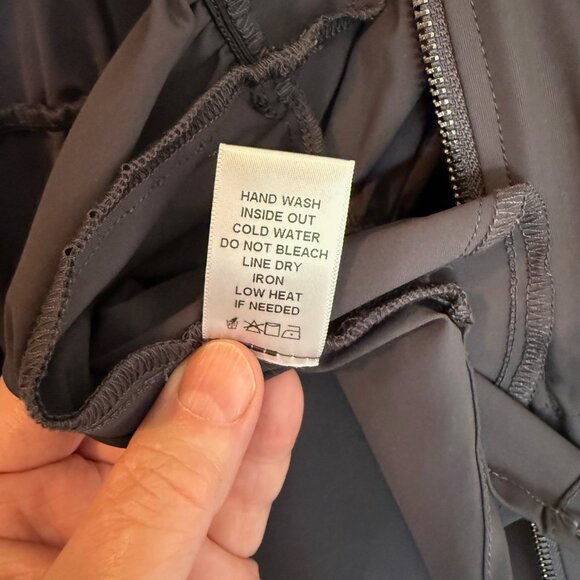 HAND WASH
INSIDE OUT
COLD WATER
DO NOT BLEACH
LINE DRY
IRON
LOW HEAT
IF NEEDED